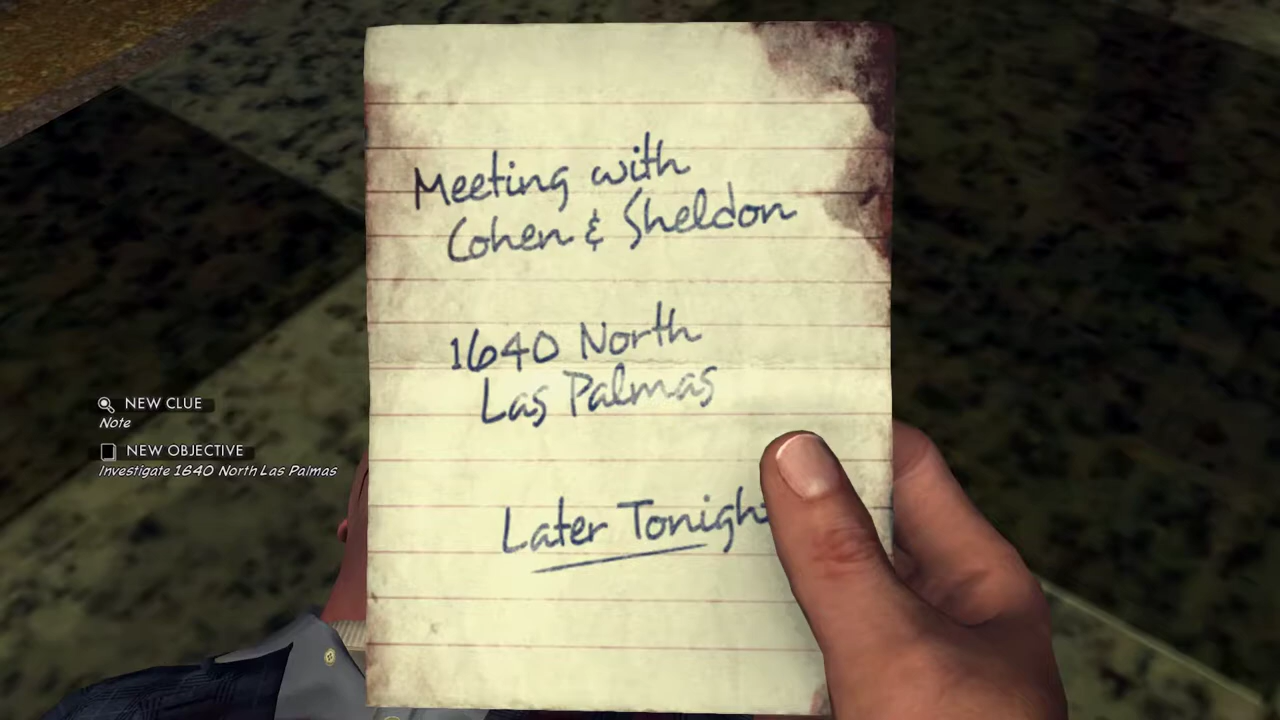 Meeting with
Cohen & Sheldon
1640 North
Las Palmas
Later Tonigh
NEW CLUE
Note
NEW OBJECTIVE
Investigate 1640 North Las Palmas